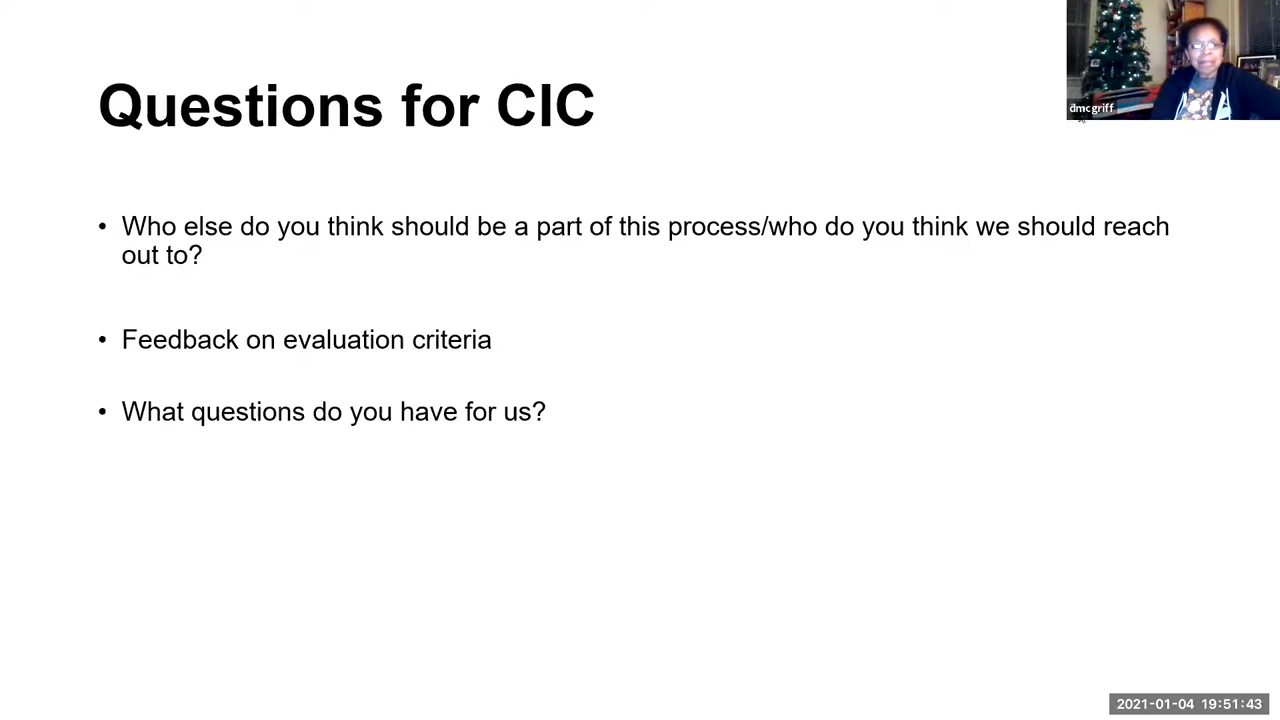 Questions for CIC
dmcgriff
• Who else do you think should be a part of this process/who do you think we should reach
out to?
• Feedback on evaluation criteria
• What questions do you have for us?
2021-01-04 19:51:43